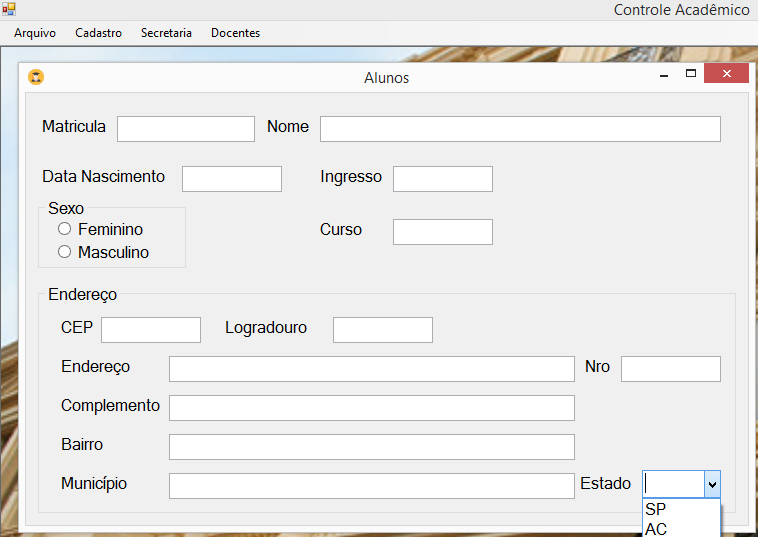 Controle Acadêmico
Arquivo Cadastro Secretaria Docentes
Alunos
Matricula Nome
Data Nascimento Ingresso
Sexo
Feminino
Curso
Masculino
Endereço
CEP Logradouro
Endereço Nro
Complemento
Bairro
Município Estado
SP
AC